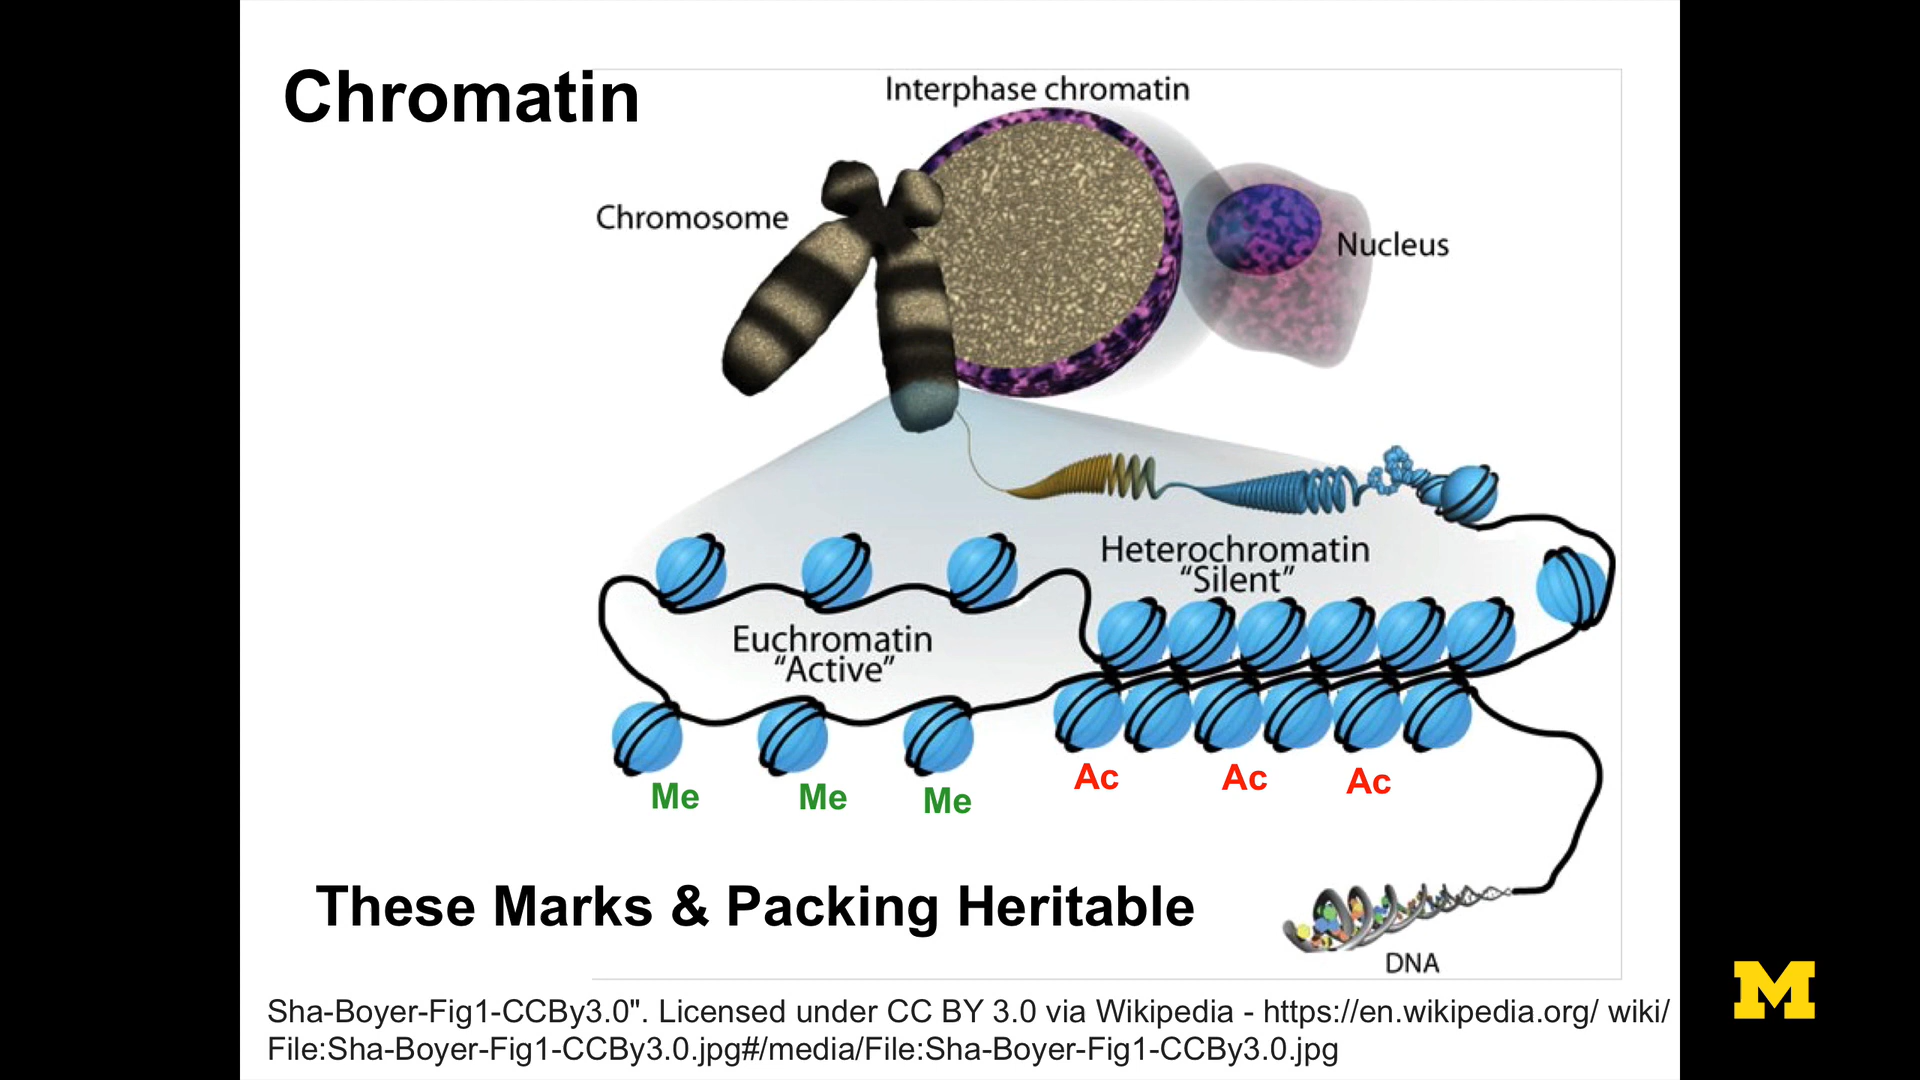 Chromatin
Interphase chromatin
Chromosome
Nucleus
Heterochromatin
“Silent”
Euchromatin
“Active”
Me
Me
Me
Ac
Ac
Ac
These Marks & Packing Heritable
DNA
Sha-Boyer-Fig1-CCBy3.0". Licensed under CC BY 3.0 via Wikipedia - https://en.wikipedia.org/ wiki/
File:Sha-Boyer-Fig1-CCBy3.0.jpg#/media/File:Sha-Boyer-Fig1-CCBy3.0.jpg
M